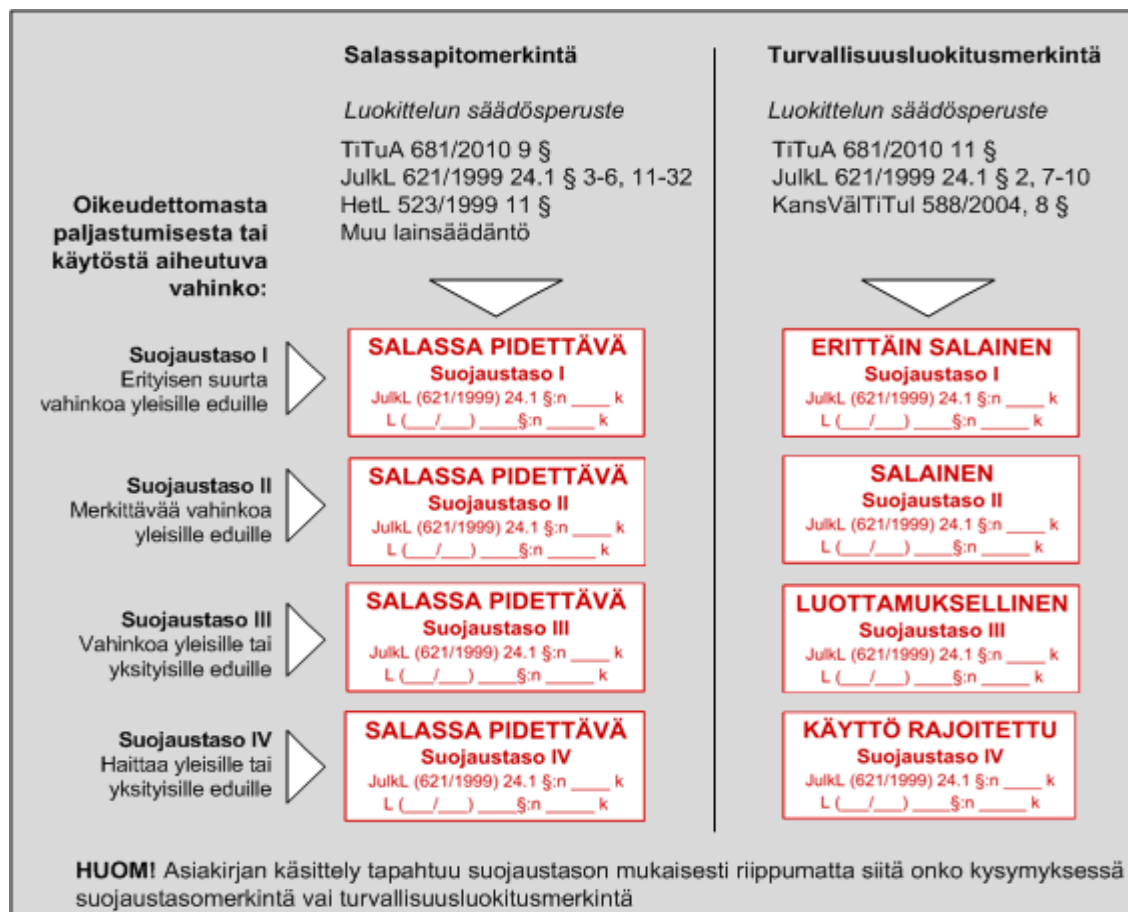 Salassapitomerkintä
Luokittelun säädösperuste
TiTuA 681/2010 9 §
JulkL 621/1999 24.1 § 3-6, 11-32
HetL 523/1999 11 §
Muu lainsäädäntö
Turvallisuusluokitusmerkintä
Luokittelun säädösperuste
TiTuA 681/2010 11 §
JulkL 621/1999 24.1 § 2, 7-10
KansVälTiTul 588/2004, 8 §
Oikeudettomasta
paljastumisesta tai
käytöstä aiheutuva
vahinko:
Suojaustaso I
Erityisen suurta
vahinkoa yleisille eduille
SALASSA PIDETTÄVÄ
Suojaustaso I
JulkL (621/1999) 24.1 §:n ____ k
L (___/___) ____§:n _____ k
ERITTÄIN SALAINEN
Suojaustaso I
JulkL (621/1999) 24.1 §:n ____ k
L (___/___) ____§:n _____ k
Suojaustaso II
Merkittävää vahinkoa
yleisille eduille
SALASSA PIDETTÄVÄ
Suojaustaso II
JulkL (621/1999) 24.1 §:n ____ k
L (___/___) ____§:n _____ k
SALAINEN
Suojaustaso II
JulkL (621/1999) 24.1 §:n ____ k
L (___/___) ____§:n _____ k
Suojaustaso III
Vahinkoa yleisille tai
yksityisille eduille
SALASSA PIDETTÄVÄ
Suojaustaso III
JulkL (621/1999) 24.1 §:n ____ k
L (___/___) ____§:n _____ k
LUOTTAMUKSELLINEN
Suojaustaso III
JulkL (621/1999) 24.1 §:n ____ k
L (___/___) ____§:n _____ k
Suojaustaso IV
Haittaa yleisille tai
yksityisille eduille
SALASSA PIDETTÄVÄ
Suojaustaso IV
JulkL (621/1999) 24.1 §:n ____ k
L (___/___) ____§:n _____ k
KÄYTTÖ RAJOITETTU
Suojaustaso IV
JulkL (621/1999) 24.1 §:n ____ k
L (___/___) ____§:n _____ k
HUOM! Asiakirjan käsittely tapahtuu suojaustason mukaisesti riippumatta siitä onko kysymyksessä
suojaustasomerkintä vai turvallisuusluokitusmerkintä